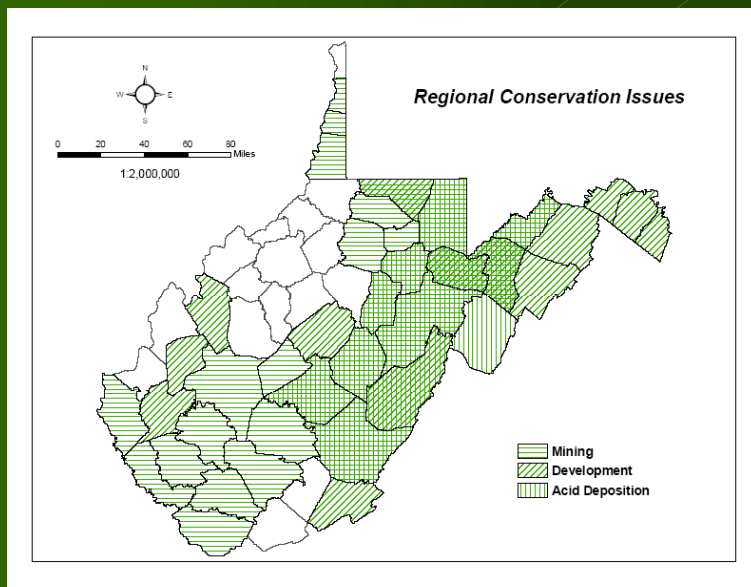 Regional Conservation Issues
N
W E
S
0 20 40 60 80
Miles
1:2,000,000
Mining
Development
Acid Deposition